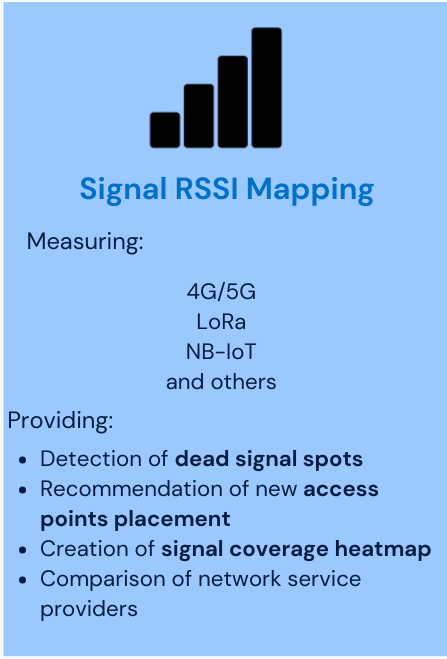 Signal RSSI Mapping
Measuring:
4G/5G
LoRa
NB-IoT
and others
Providing:
• Detection of dead signal spots
• Recommendation of new access
points placement
• Creation of signal coverage heatmap
• Comparison of network service
providers